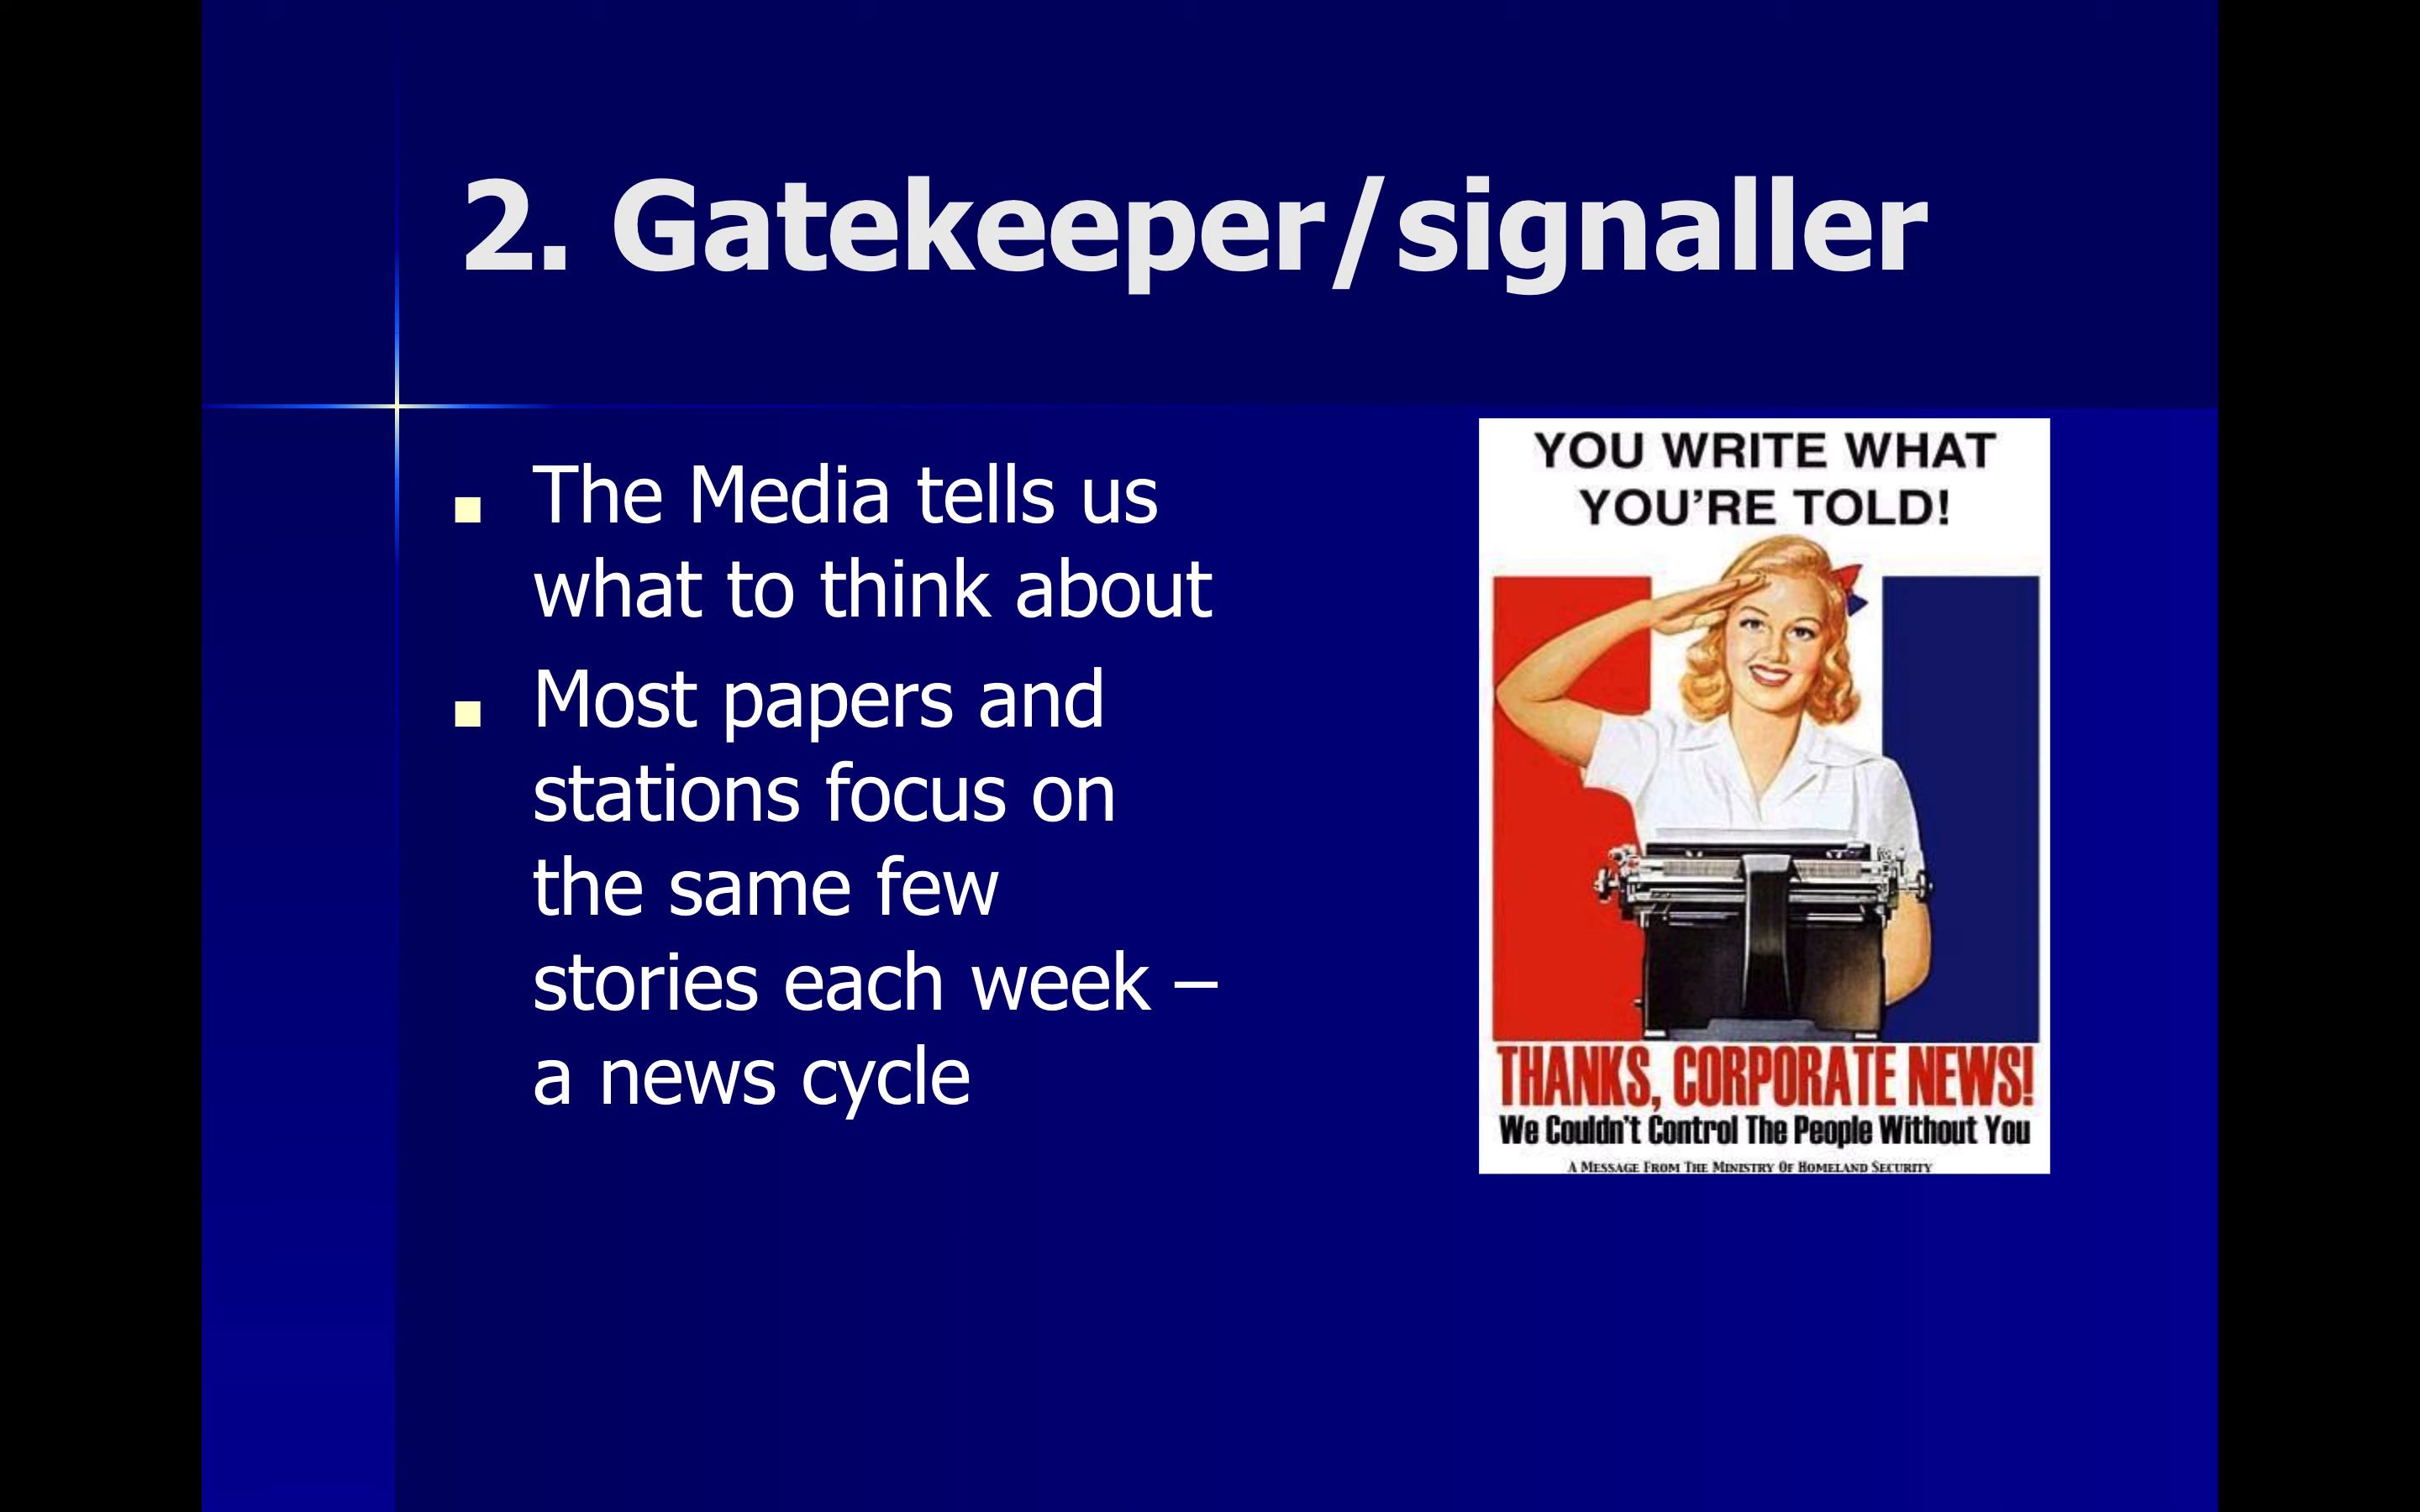 2. Gatekeeper/signaller
■ The Media tells us
what to think about
■ Most papers and
stations focus on
the same few
stories each week –
a news cycle
YOU WRITE WHAT
YOU’RE TOLD!
THANKS, CORPORATE NEWS!
We Couldn't Control The People Without You
A MESSAGE FROM THE MINISTRY OF HOMELAND SECURITY